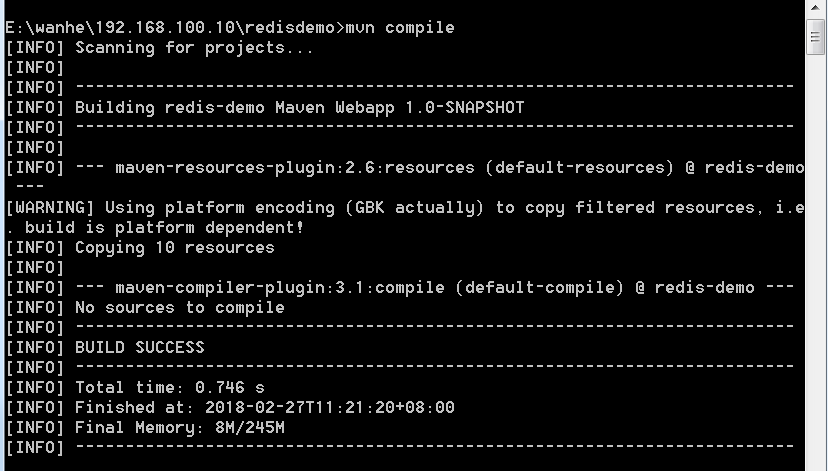 E:\wanhe\192.168.100.10\redisdemo>mvn compile
[INFO] Scanning for projects...
[INFO]
[INFO] ------------------------------------------------------------------------
[INFO] Building redis-demo Maven Webapp 1.0-SNAPSHOT
[INFO] ------------------------------------------------------------------------
[INFO]
[INFO] --- maven-resources-plugin:2.6:resources (default-resources) @ redis-demo
 ---
[WARNING] Using platform encoding (GBK actually) to copy filtered resources, i.e
. build is platform dependent!
[INFO] Copying 10 resources
[INFO]
[INFO] --- maven-compiler-plugin:3.1:compile (default-compile) @ redis-demo ---
[INFO] No sources to compile
[INFO] ------------------------------------------------------------------------
[INFO] BUILD SUCCESS
[INFO] ------------------------------------------------------------------------
[INFO] Total time: 0.746 s
[INFO] Finished at: 2018-02-27T11:21:20+08:00
[INFO] Final Memory: 8M/245M
[INFO] ------------------------------------------------------------------------